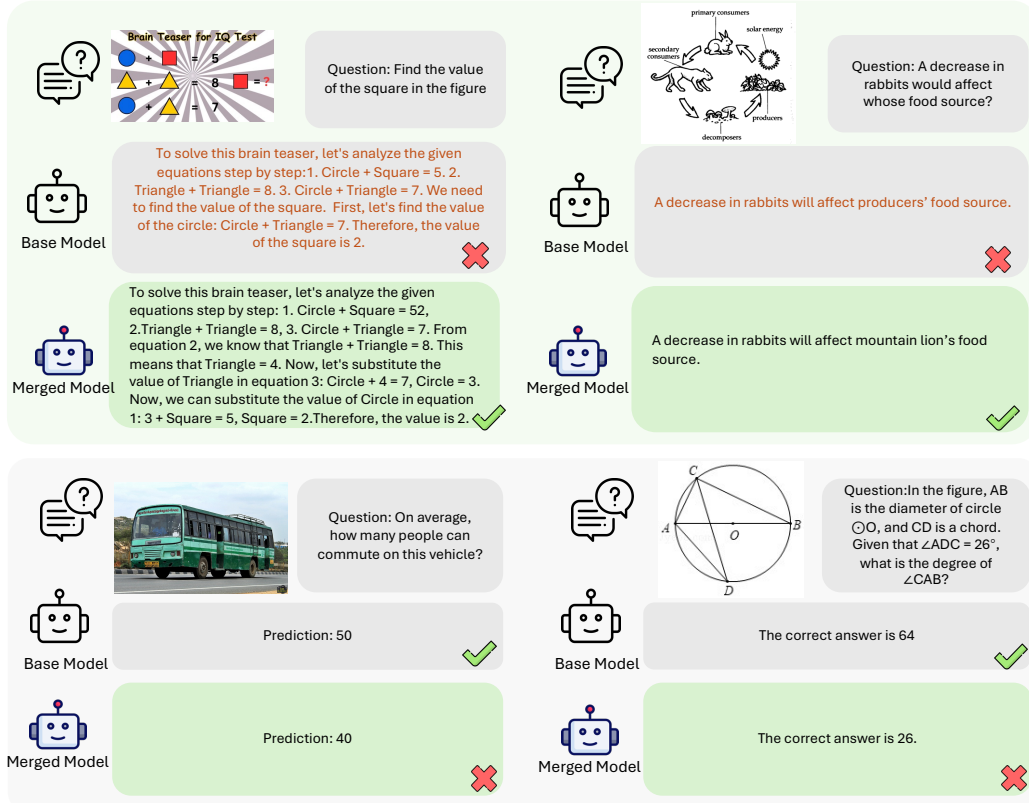 Brain Teaser for IQ Test
+ = 5
+ = 8 = ?
+ = 7
Question: Find the value
of the square in the figure
primary consumers
solar energy
secondary
consumers
producers
decomposers
Question: A decrease in
rabbits would affect
whose food source?
Base Model
To solve this brain teaser, let's analyze the given
equations step by step:1. Circle + Square = 5. 2.
Triangle + Triangle = 8. 3. Circle + Triangle = 7. We need
to find the value of the square. First, let's find the value
of the circle: Circle + Triangle = 7. Therefore, the value
of the square is 2.
Base Model
A decrease in rabbits will affect producers' food source.
Merged Model
To solve this brain teaser, let's analyze the given
equations step by step: 1. Circle + Square = 52,
2.Triangle + Triangle = 8, 3. Circle + Triangle = 7. From
equation 2, we know that Triangle + Triangle = 8. This
means that Triangle = 4. Now, let's substitute the
value of Triangle in equation 3: Circle + 4 = 7, Circle = 3.
Now, we can substitute the value of Circle in equation
1: 3 + Square = 5, Square = 2.Therefore, the value is 2.
Merged Model
A decrease in rabbits will affect mountain lion's food
source.
Question: On average,
how many people can
commute on this vehicle?
C
A
O
B
D
Question:In the figure, AB
is the diameter of circle
⊙O, and CD is a chord.
Given that ∠ADC = 26°,
what is the degree of
∠CAB?
Base Model
Prediction: 50
Base Model
The correct answer is 64
Merged Model
Prediction: 40
Merged Model
The correct answer is 26.